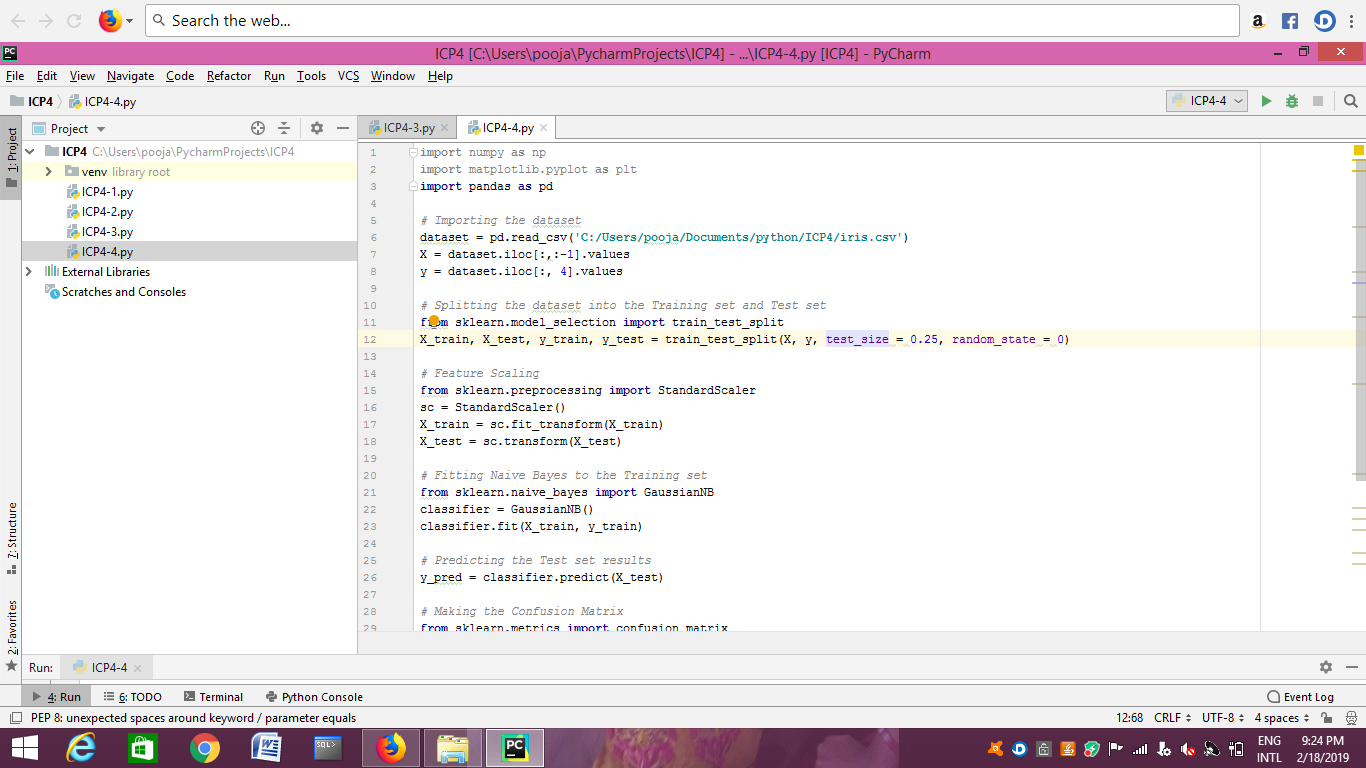 Search the web...
ICP4 [C:\Users\pooja\PycharmProjects\ICP4] - ...\ICP4-4.py [ICP4] - PyCharm
File Edit View Navigate Code Refactor Run Tools VCS Window Help
ICP4 ICP4-4.py
ICP4-4
1: Project
Project
ICP4-3.py
ICP4-4.py
ICP4 C:\Users\pooja\PycharmProjects\ICP4
venv library root
ICP4-1.py
ICP4-2.py
ICP4-3.py
ICP4-4.py
External Libraries
Scratches and Consoles
7: Structure
2: Favorites
1 import numpy as np
2 import matplotlib.pyplot as plt
3 import pandas as pd
4
5 # Importing the dataset
6 dataset = pd.read_csv('C:/Users/pooja/Documents/python/ICP4/iris.csv')
7 X = dataset.iloc[:,:-1].values
8 y = dataset.iloc[:, 4].values
9
10 # Splitting the dataset into the Training set and Test set
11 from sklearn.model_selection import train_test_split
12 X_train, X_test, y_train, y_test = train_test_split(X, y, test_size = 0.25, random_state = 0)
13
14 # Feature Scaling
15 from sklearn.preprocessing import StandardScaler
16 sc = StandardScaler()
17 X_train = sc.fit_transform(X_train)
18 X_test = sc.transform(X_test)
19
20 # Fitting Naive Bayes to the Training set
21 from sklearn.naive_bayes import GaussianNB
22 classifier = GaussianNB()
23 classifier.fit(X_train, y_train)
24
25 # Predicting the Test set results
26 y_pred = classifier.predict(X_test)
27
28 # Making the Confusion Matrix
29 from sklearn.metrics import confusion_matrix
Run: ICP4-4
4: Run 6: TODO Terminal Python Console Event Log
PEP 8: unexpected spaces around keyword / parameter equals 12:68 CRLF UTF-8 4 spaces
ENG 9:24 PM
INTL 2/18/2019